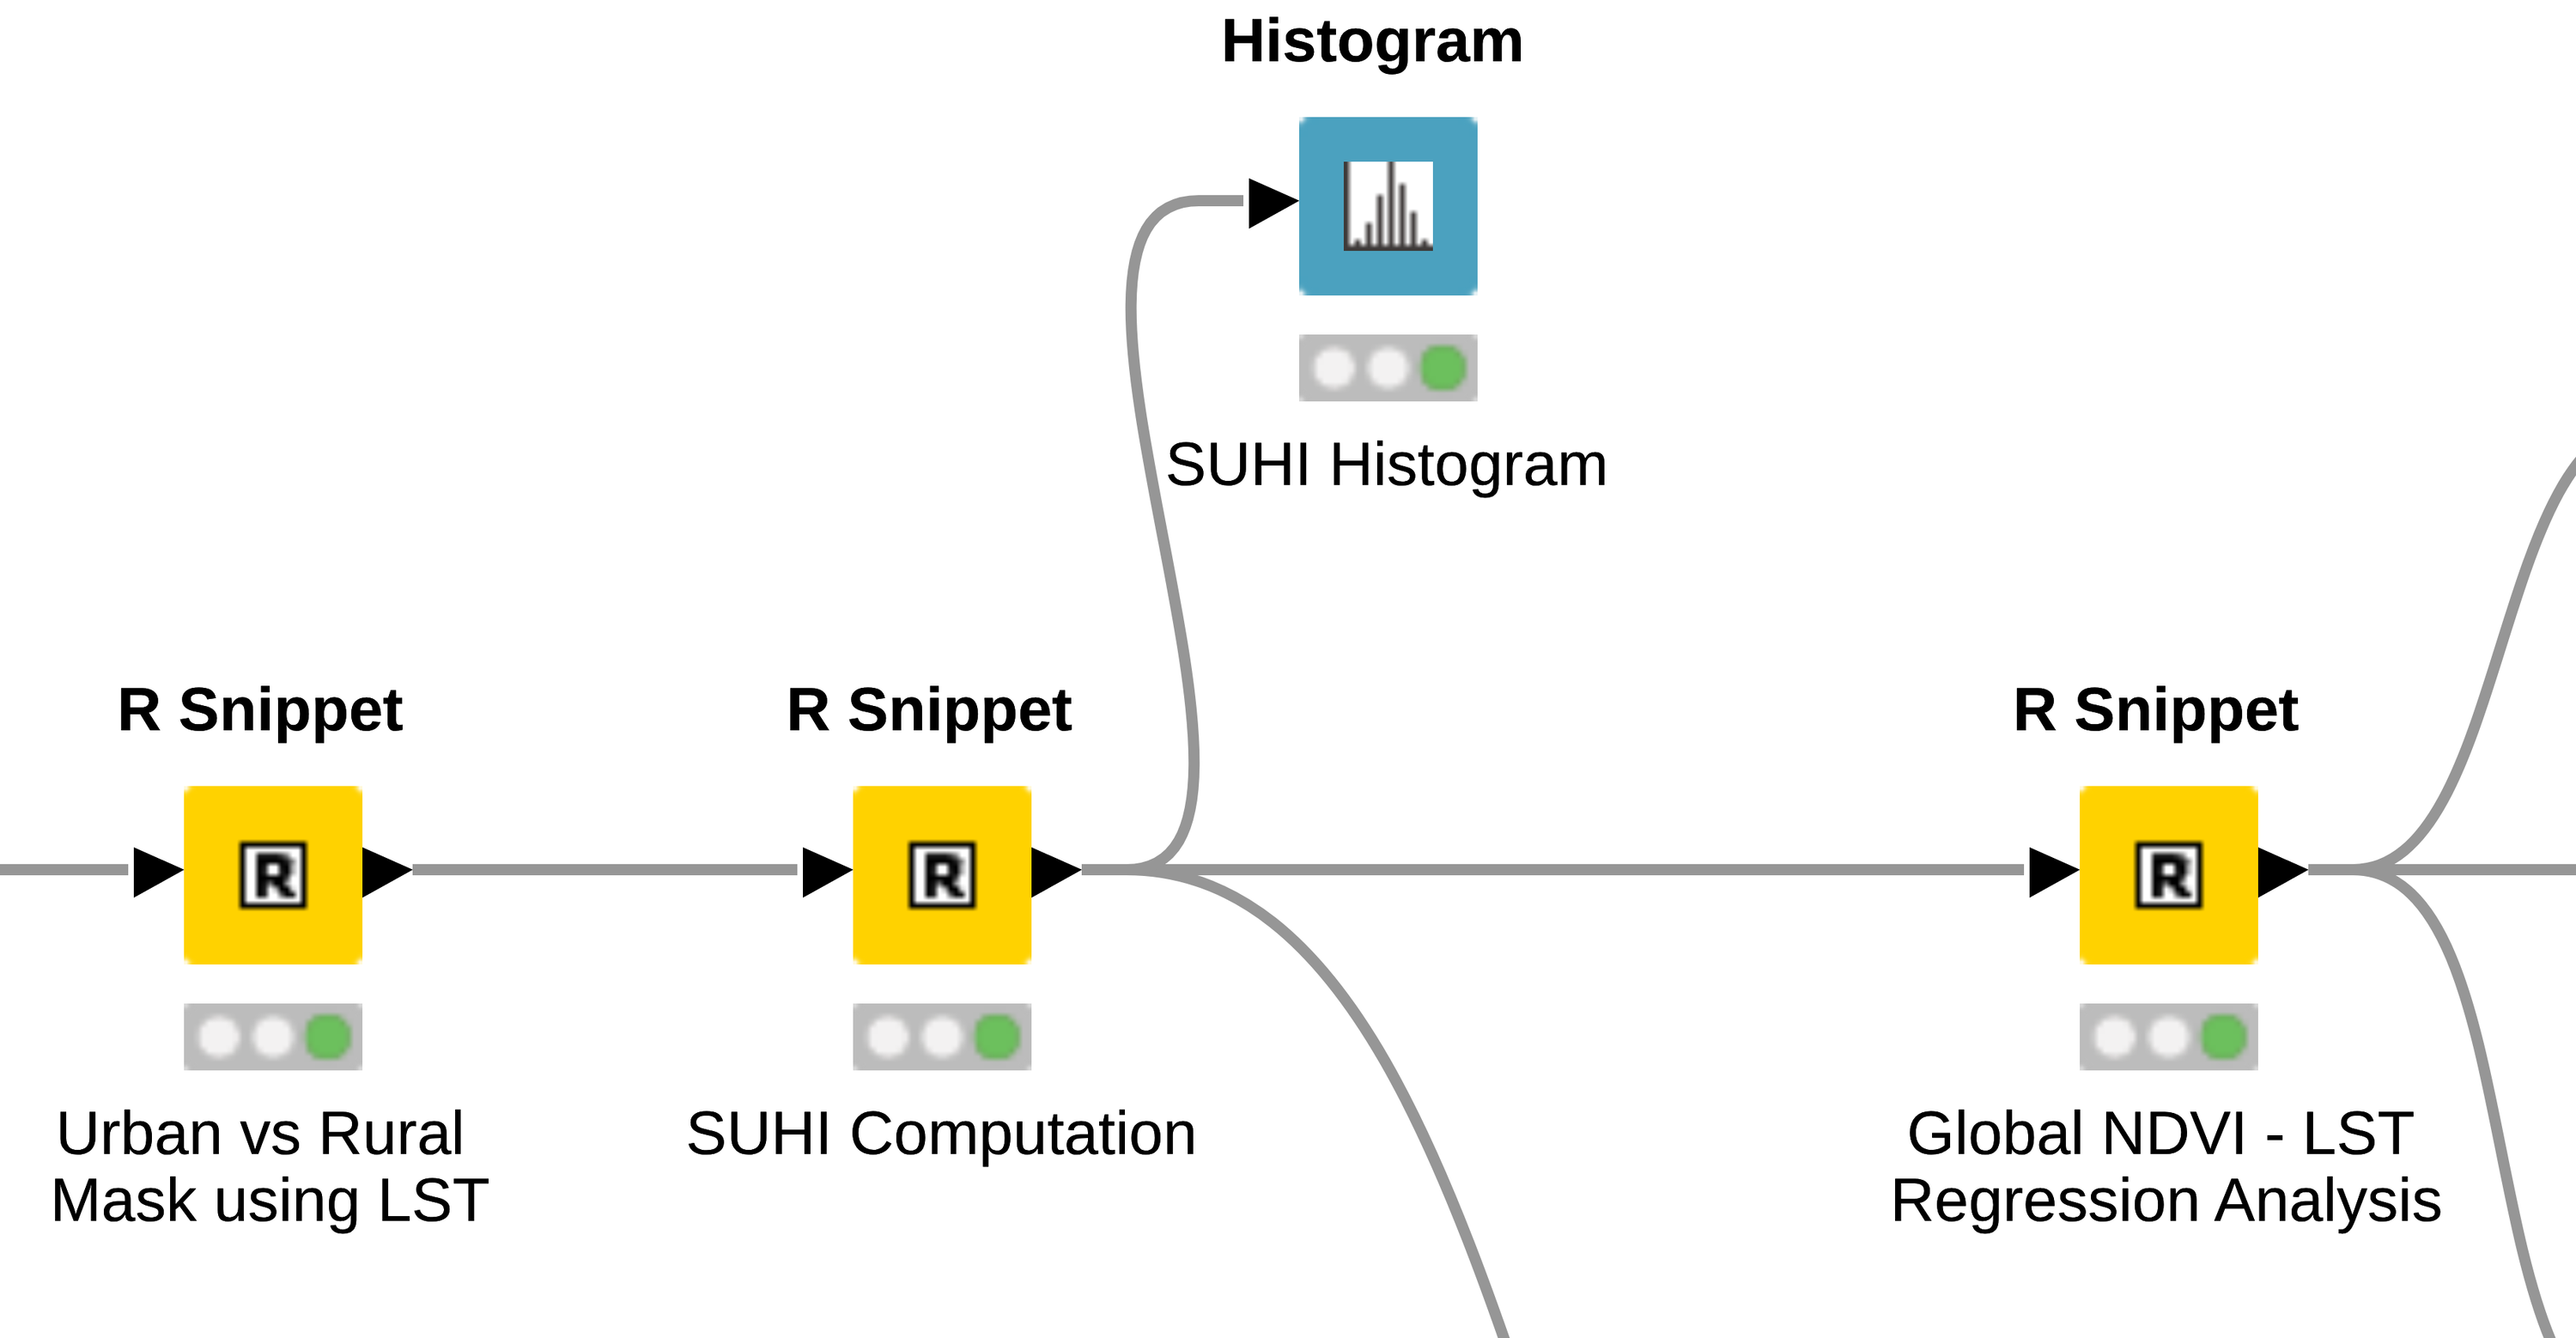 Histogram
SUHI Histogram
R Snippet
R Snippet
R Snippet
R
R
R
Urban vs Rural
Mask using LST
SUHI Computation
Global NDVI - LST
Regression Analysis